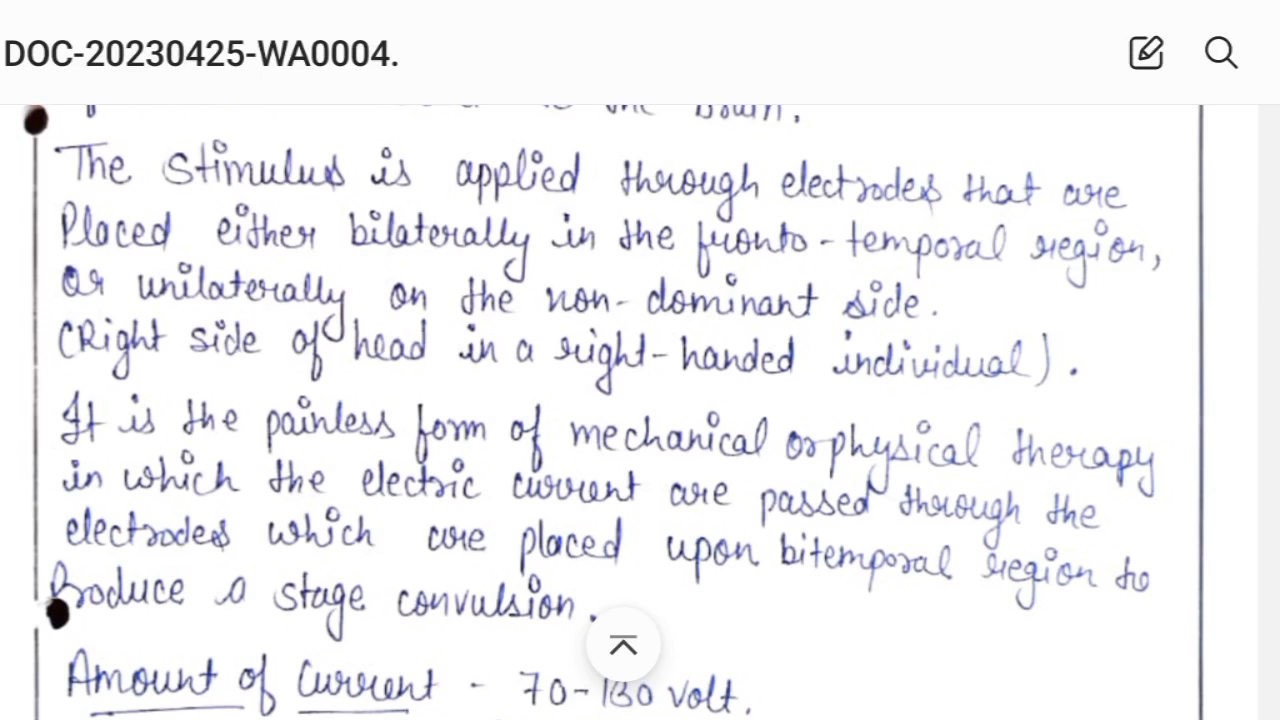 DOC-20230425-WA0004.
The stimulus is applied through electrodes that are
Placed either bilaterally in the fronto-temporal region,
or unilaterally on the non-dominant side.
(Right side of head in a right-handed individual).
It is the painless form of mechanical or physical therapy
in which the electric current are passed through the
electrodes which are placed upon bitemporal region to
Produce a stage convulsion.
Amount of Current - 70-130 volt.